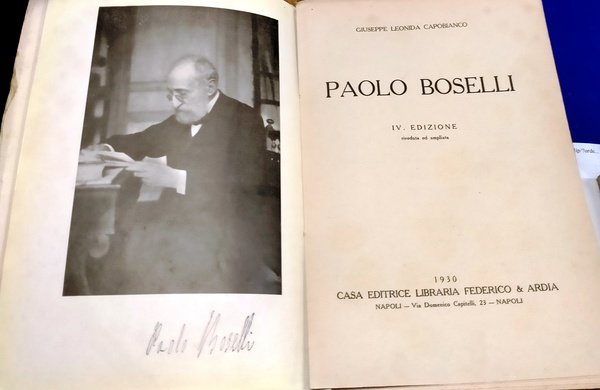 Paolo Boselli
GIUSEPPE LEONIDA CAPOBIANCO
PAOLO BOSELLI
IV. EDIZIONE
riveduta ed ampliata
1930
CASA EDITRICE LIBRARIA FEDERICO & ARDIA
NAPOLI — Via Domenico Capitelli, 23 — NAPOLI